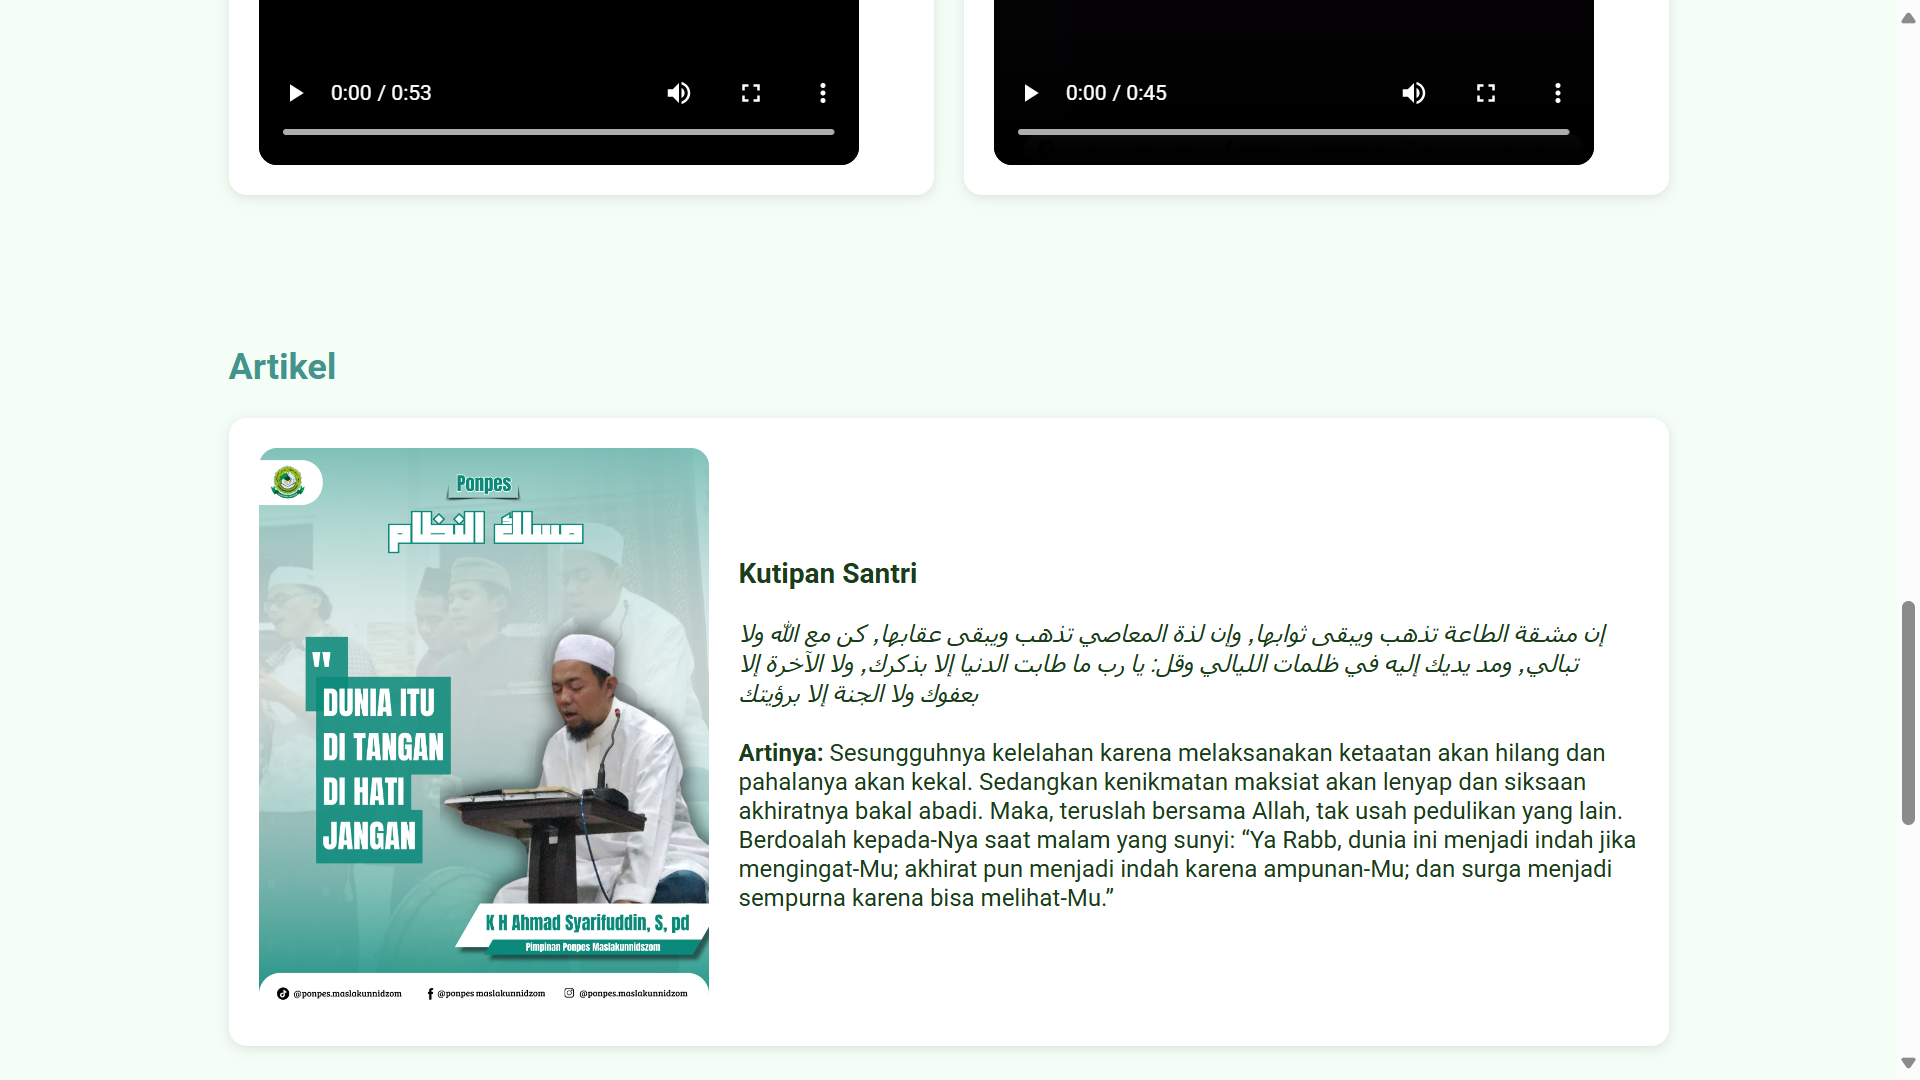 0:00 / 0:53
0:00 / 0:45
Artikel
Ponpes
مسلك النظام
"
DUNIA ITU
DI TANGAN
DI HATI
JANGAN
K H Ahmad Syarifuddin, S, pd
Pimpinan Ponpes Maslakunnidszom
@ponpes.maslakunnidzom
@ponpes maslakunnidzom
@ponpes.maslakunnidzom
Kutipan Santri
إن مشقة الطاعة تذهب ويبقى ثوابها, وإن لذة المعاصي تذهب ويبقى عقابها, كن مع الله ولا
تبالي, ومد يديك إليه في ظلمات الليالي وقل: يا رب ما طابت الدنيا إلا بذكرك, ولا الآخرة إلا
بعفوك ولا الجنة إلا برؤيتك
Artinya: Sesungguhnya kelelahan karena melaksanakan ketaatan akan hilang dan
pahalanya akan kekal. Sedangkan kenikmatan maksiat akan lenyap dan siksaan
akhiratnya bakal abadi. Maka, teruslah bersama Allah, tak usah pedulikan yang lain.
Berdoalah kepada-Nya saat malam yang sunyi: “Ya Rabb, dunia ini menjadi indah jika
mengingat-Mu; akhirat pun menjadi indah karena ampunan-Mu; dan surga menjadi
sempurna karena bisa melihat-Mu.”